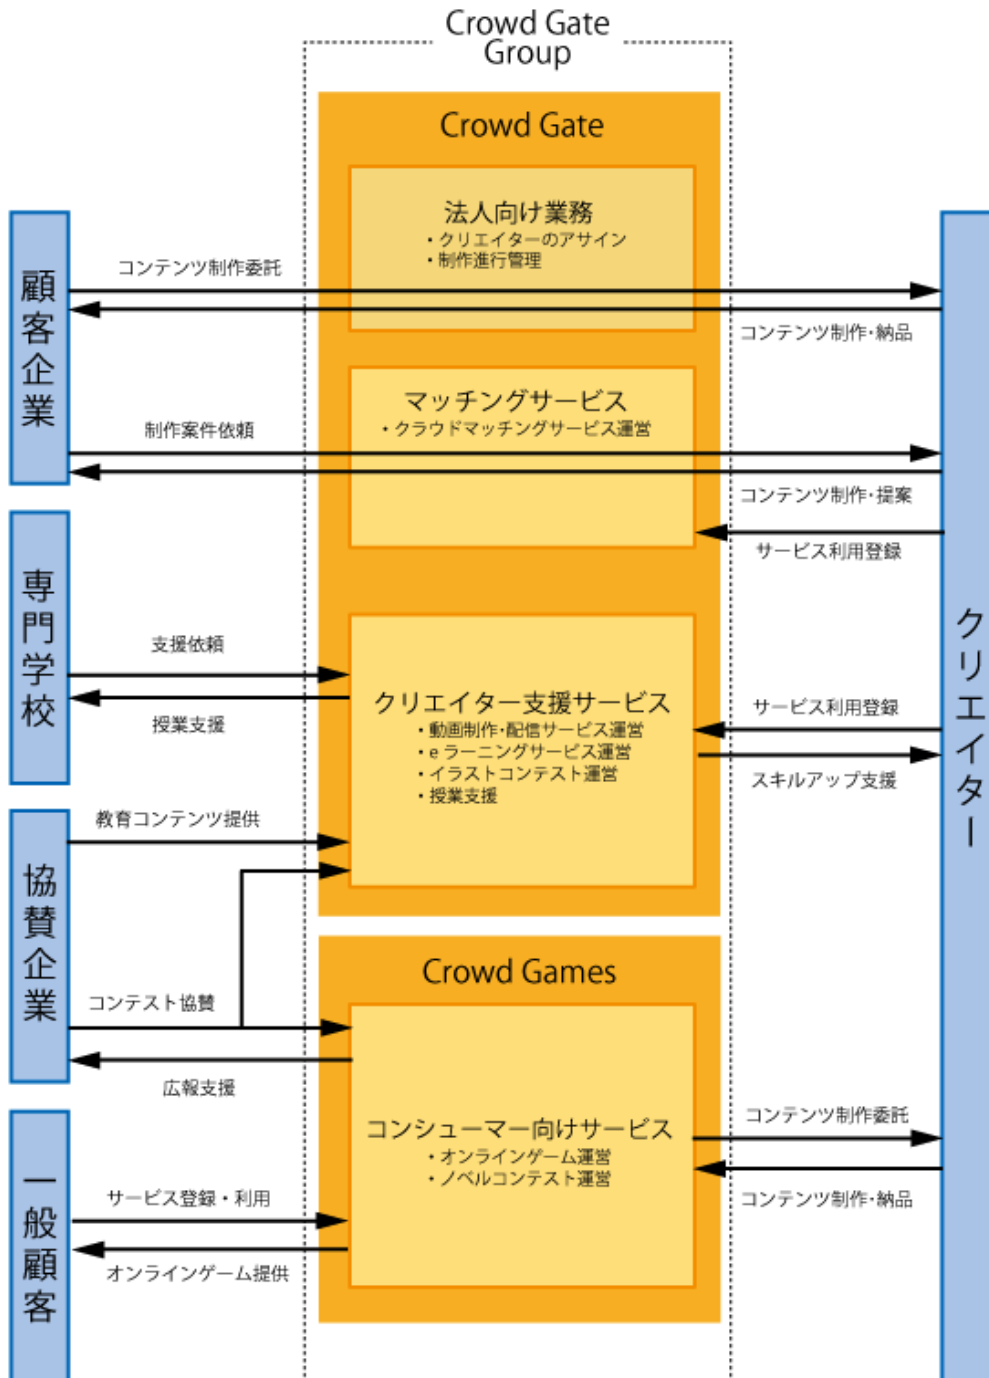 Crowd Gate
Group
Crowd Gate
法人向け業務
・クリエイターのアサイン
・制作進行管理
顧客企業
コンテンツ制作委託
コンテンツ制作・納品
マッチングサービス
・クラウドマッチングサービス運営
制作案件依頼
コンテンツ制作・提案
サービス利用登録
専門学校
支援依頼
授業支援
クリエイター支援サービス
・動画制作・配信サービス運営
・e ラーニングサービス運営
・イラストコンテスト運営
・授業支援
サービス利用登録
スキルアップ支援
クリエイター
協賛企業
教育コンテンツ提供
コンテスト協賛
広報支援
Crowd Games
コンシューマー向けサービス
・オンラインゲーム運営
・ノベルコンテスト運営
コンテンツ制作委託
コンテンツ制作・納品
一般顧客
サービス登録・利用
オンラインゲーム提供